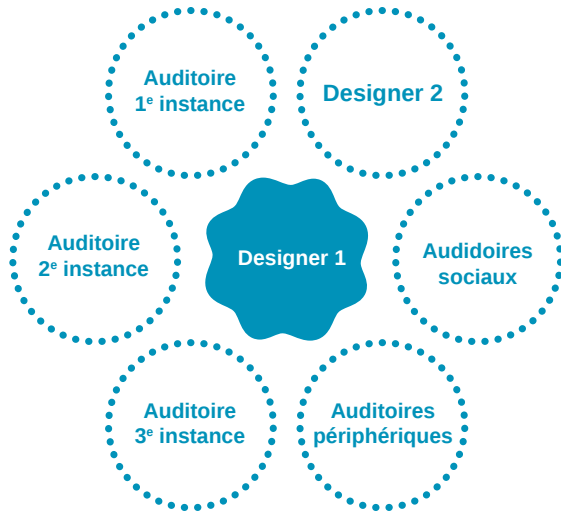 Auditoire
1e instance
Designer 2
Auditoire
2e instance
Designer 1
Audidoires
sociaux
Auditoire
3e instance
Auditoires
périphériques